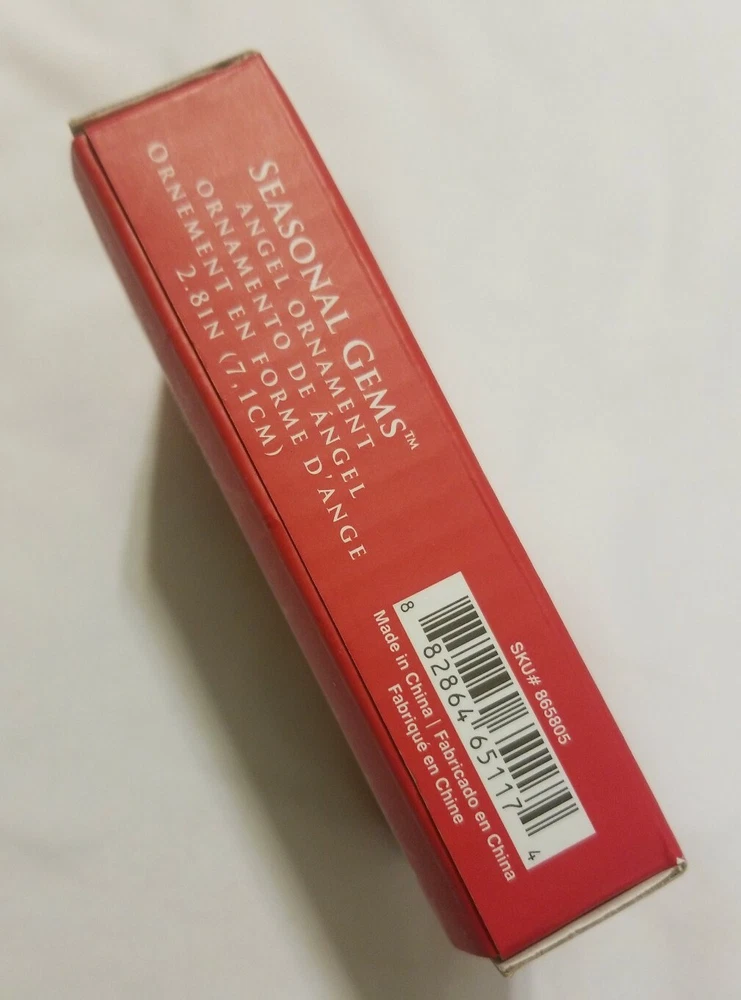 SEASONAL GEMS™
ANGEL ORNAMENT
ORNAMENTO DE ÁNGEL
ORNEMENT EN FORME D'ANGE
2.8IN (7,1CM)
SKU# 865805
8 82864 65117 4
Made in China | Fabricado en China
Fabriqué en Chine